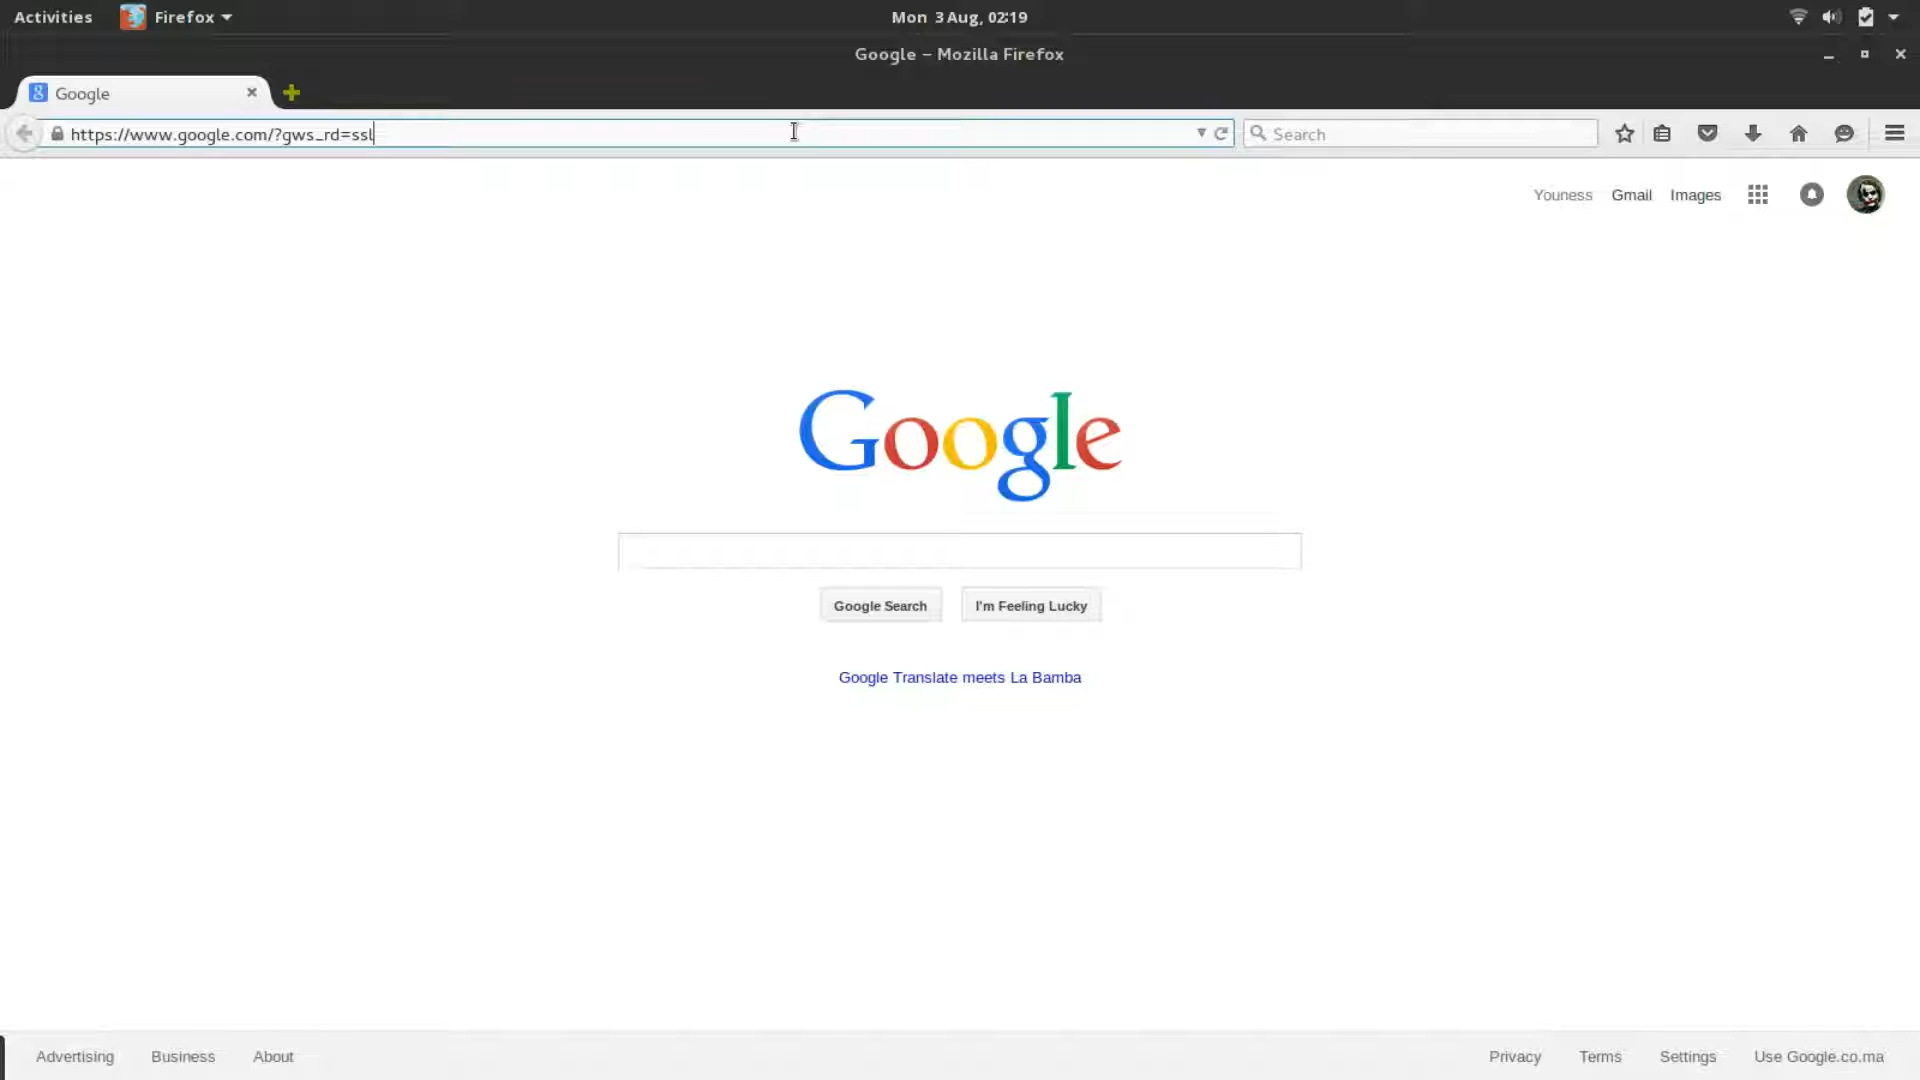 Activities Firefox Mon 3 Aug, 02:19
Google – Mozilla Firefox
Google
https://www.google.com/?gws_rd=ssl Search
Youness Gmail Images
Google
Google Search I'm Feeling Lucky
Google Translate meets La Bamba
Advertising Business About Privacy Terms Settings Use Google.co.ma